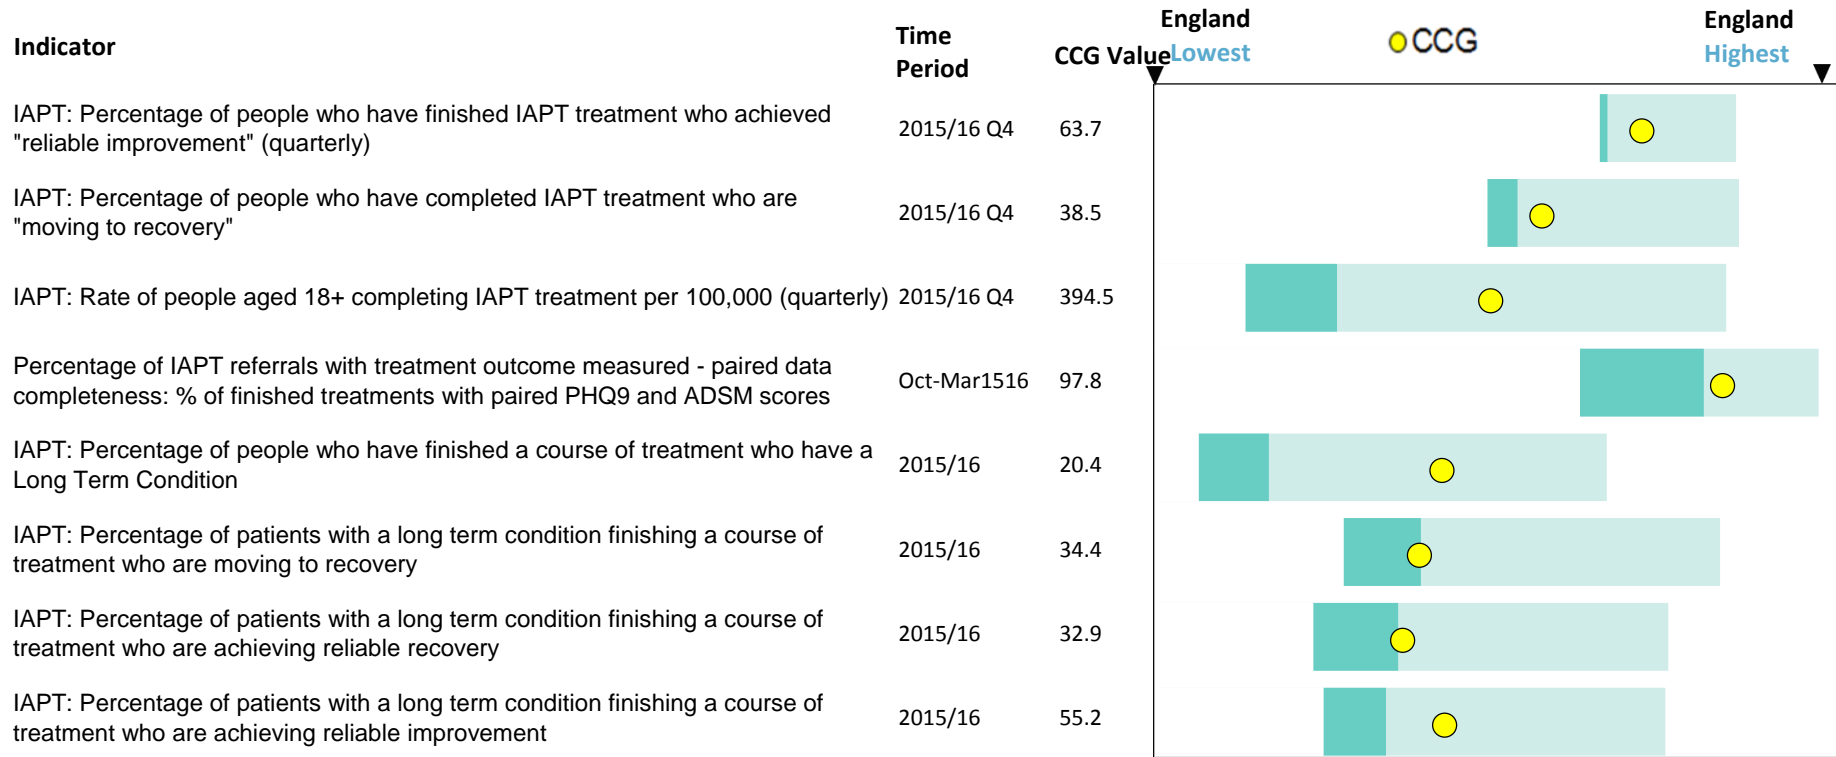 Indicator
Time
Period
CCG Value
England
Lowest
CCG
England
Highest
IAPT: Percentage of people who have finished IAPT treatment who achieved
"reliable improvement" (quarterly)
2015/16 Q4
63.7
IAPT: Percentage of people who have completed IAPT treatment who are
"moving to recovery"
2015/16 Q4
38.5
IAPT: Rate of people aged 18+ completing IAPT treatment per 100,000 (quarterly)
2015/16 Q4
394.5
Percentage of IAPT referrals with treatment outcome measured - paired data
completeness: % of finished treatments with paired PHQ9 and ADSM scores
Oct-Mar1516
97.8
IAPT: Percentage of people who have finished a course of treatment who have a
Long Term Condition
2015/16
20.4
IAPT: Percentage of patients with a long term condition finishing a course of
treatment who are moving to recovery
2015/16
34.4
IAPT: Percentage of patients with a long term condition finishing a course of
treatment who are achieving reliable recovery
2015/16
32.9
IAPT: Percentage of patients with a long term condition finishing a course of
treatment who are achieving reliable improvement
2015/16
55.2